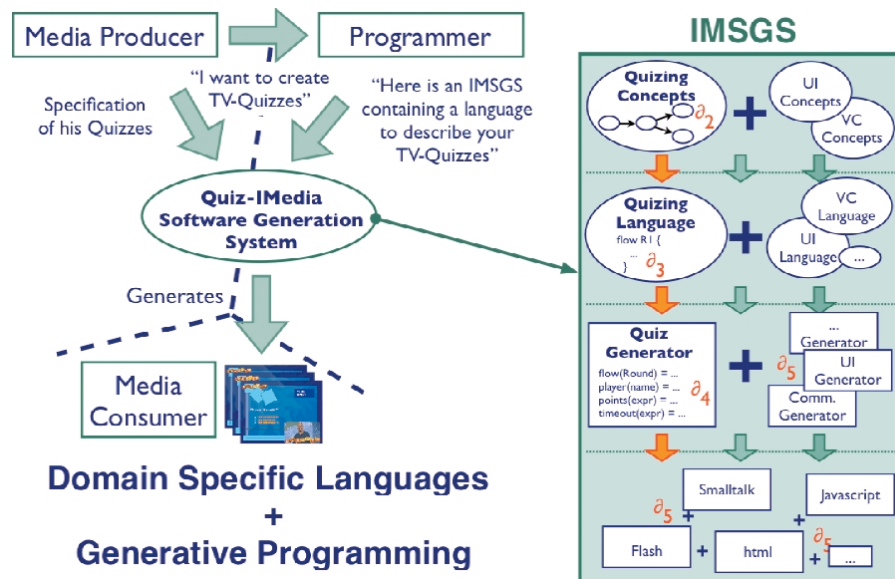 Media Producer
Programmer
"I want to create
TV-Quizzes"
Specification
of his Quizzes
"Here is an IMSGS
containing a language
to describe your
TV-Quizzes"
Quiz-IMedia
Software Generation
System
Generates
Media
Consumer
Domain Specific Languages
+
Generative Programming
IMSGS
Quizing
Concepts
∂2
+
UI
Concepts
VC
Concepts
Quizing
Language
flow R1 {
...
}
∂3
+
VC
Language
UI
Language
...
Quiz
Generator
flow(Round) = ...
player(name) = ...
points(expr) = ...
timeout(expr) = ...
∂4
+
∂5
...
Generator
UI
Generator
Comm.
Generator
Smalltalk
Javascript
∂5
+
+
Flash
+
html
+
∂5
...